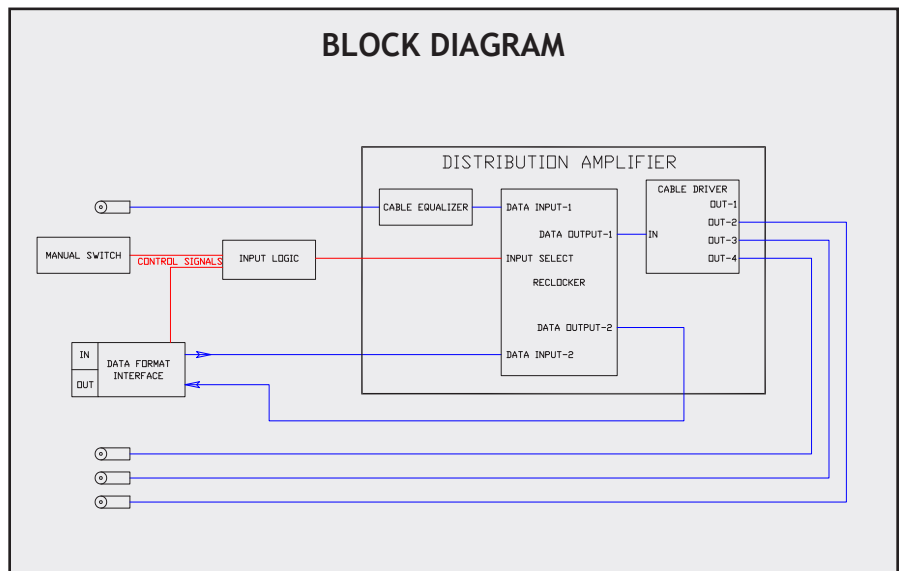 BLOCK DIAGRAM
DISTRIBUTION AMPLIFIER
CABLE DRIVER
OUT-1
CABLE EQUALIZER
DATA INPUT-1
OUT-2
DATA OUTPUT-1
IN
OUT-3
MANUAL SWITCH
CONTROL SIGNALS
INPUT LOGIC
INPUT SELECT
OUT-4
RECLOCKER
DATA OUTPUT-2
IN
DATA FORMAT
INTERFACE
DATA INPUT-2
OUT